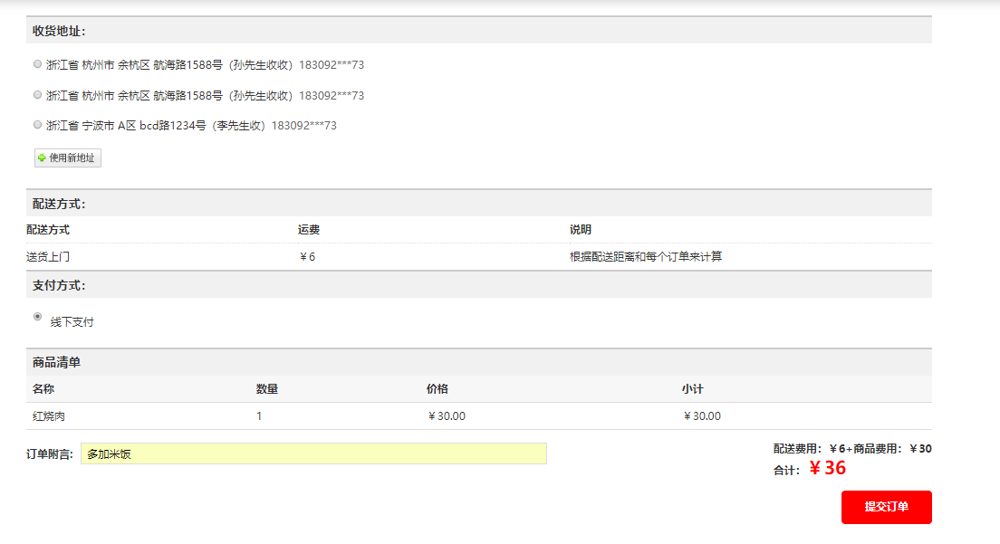 收货地址：
浙江省 杭州市 余杭区 航海路1588号（孙先生收收）183092***73
浙江省 杭州市 余杭区 航海路1588号（孙先生收收）183092***73
浙江省 宁波市 A区 bcd路1234号（李先生收）183092***73
使用新地址
配送方式：
配送方式 运费 说明
送货上门 ￥6 根据配送距离和每个订单来计算
支付方式：
线下支付
商品清单
名称 数量 价格 小计
红烧肉 1 ￥30.00 ￥30.00
订单附言: 多加米饭 配送费用：￥6+商品费用：￥30
合计：￥36
提交订单